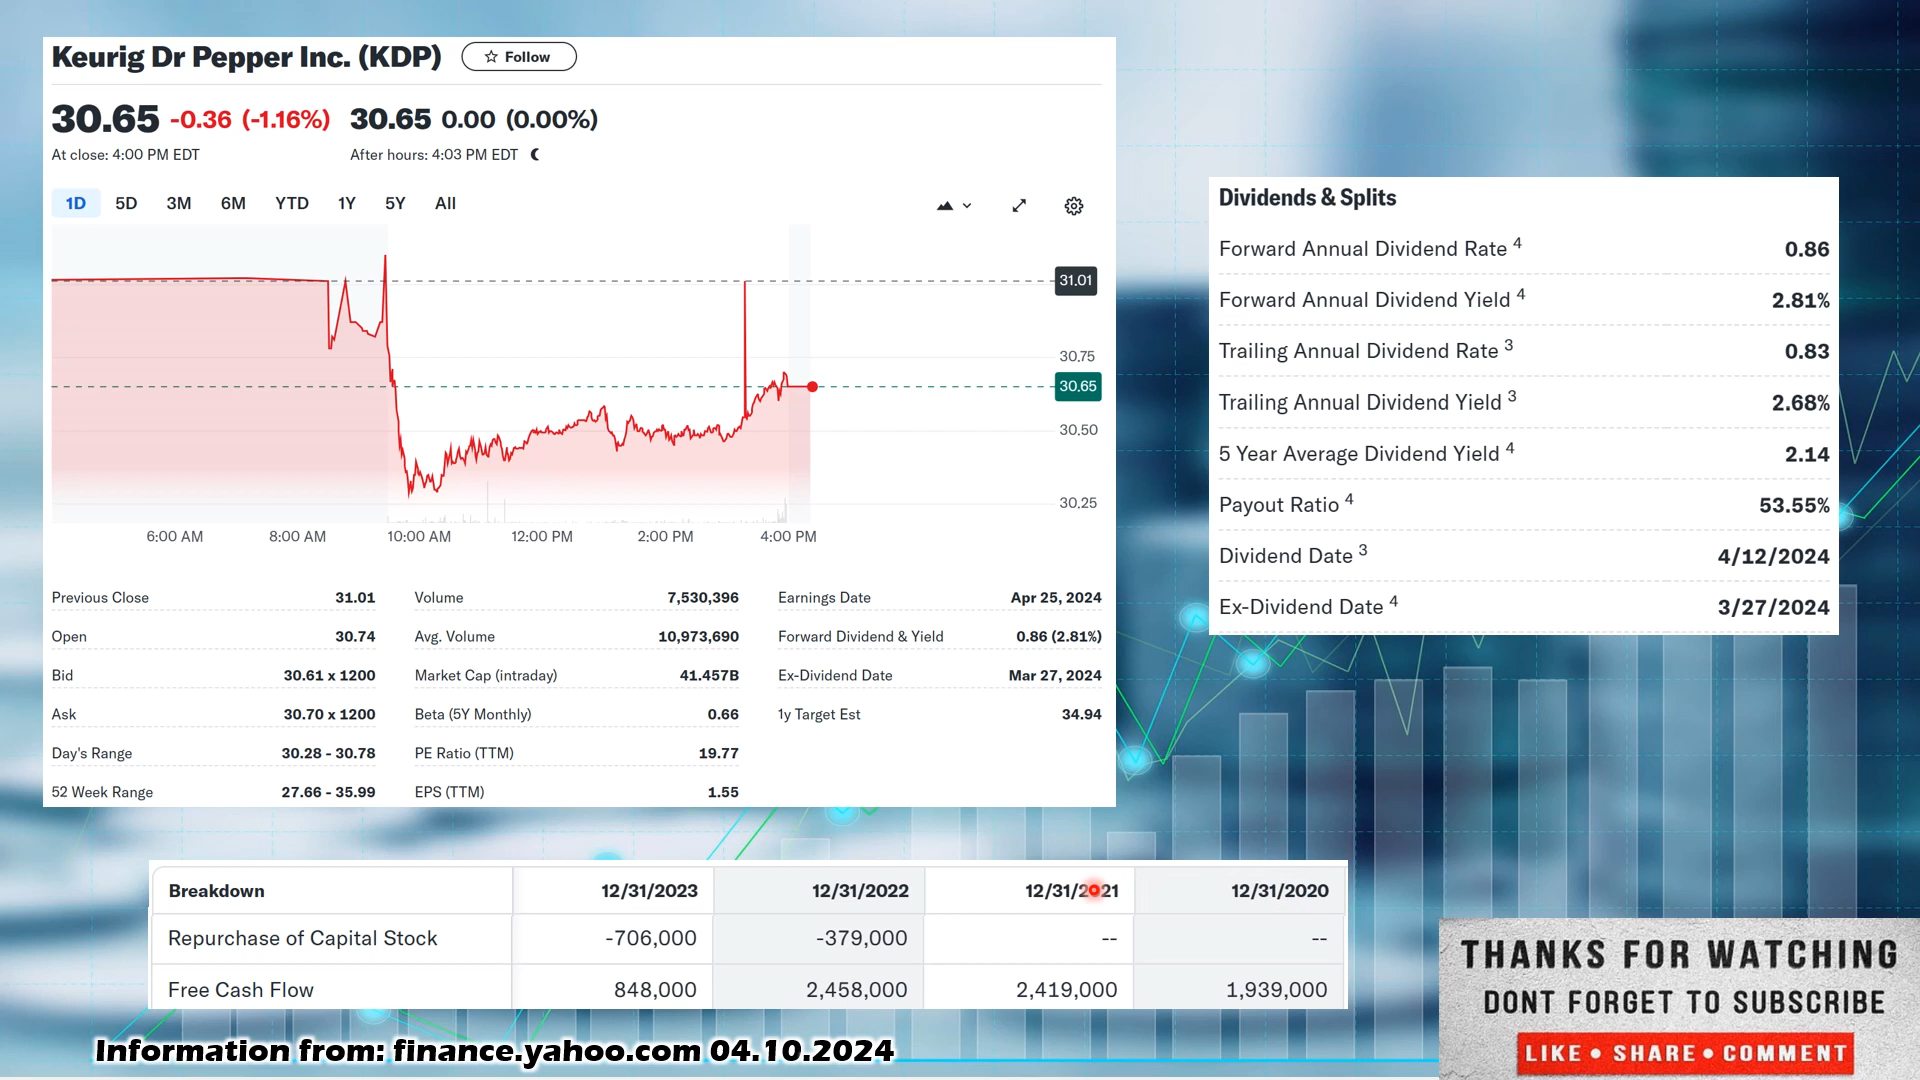 Keurig Dr Pepper Inc. (KDP) ☆ Follow
30.65 -0.36 (-1.16%) 30.65 0.00 (0.00%)
At close: 4:00 PM EDT After hours: 4:03 PM EDT
1D 5D 3M 6M YTD 1Y 5Y All
31.01
30.75
30.65
30.50
30.25
6:00 AM 8:00 AM 10:00 AM 12:00 PM 2:00 PM 4:00 PM
Previous Close 31.01 Volume 7,530,396 Earnings Date Apr 25, 2024
Open 30.74 Avg. Volume 10,973,690 Forward Dividend & Yield 0.86 (2.81%)
Bid 30.61 x 1200 Market Cap (intraday) 41.457B Ex-Dividend Date Mar 27, 2024
Ask 30.70 x 1200 Beta (5Y Monthly) 0.66 1y Target Est 34.94
Day's Range 30.28 - 30.78 PE Ratio (TTM) 19.77
52 Week Range 27.66 - 35.99 EPS (TTM) 1.55
Dividends & Splits
Forward Annual Dividend Rate 4 0.86
Forward Annual Dividend Yield 4 2.81%
Trailing Annual Dividend Rate 3 0.83
Trailing Annual Dividend Yield 3 2.68%
5 Year Average Dividend Yield 4 2.14
Payout Ratio 4 53.55%
Dividend Date 3 4/12/2024
Ex-Dividend Date 4 3/27/2024
Breakdown 12/31/2023 12/31/2022 12/31/2021 12/31/2020
Repurchase of Capital Stock -706,000 -379,000 -- --
Free Cash Flow 848,000 2,458,000 2,419,000 1,939,000
Information from: finance.yahoo.com 04.10.2024
THANKS FOR WATCHING
DONT FORGET TO SUBSCRIBE
LIKE • SHARE • COMMENT